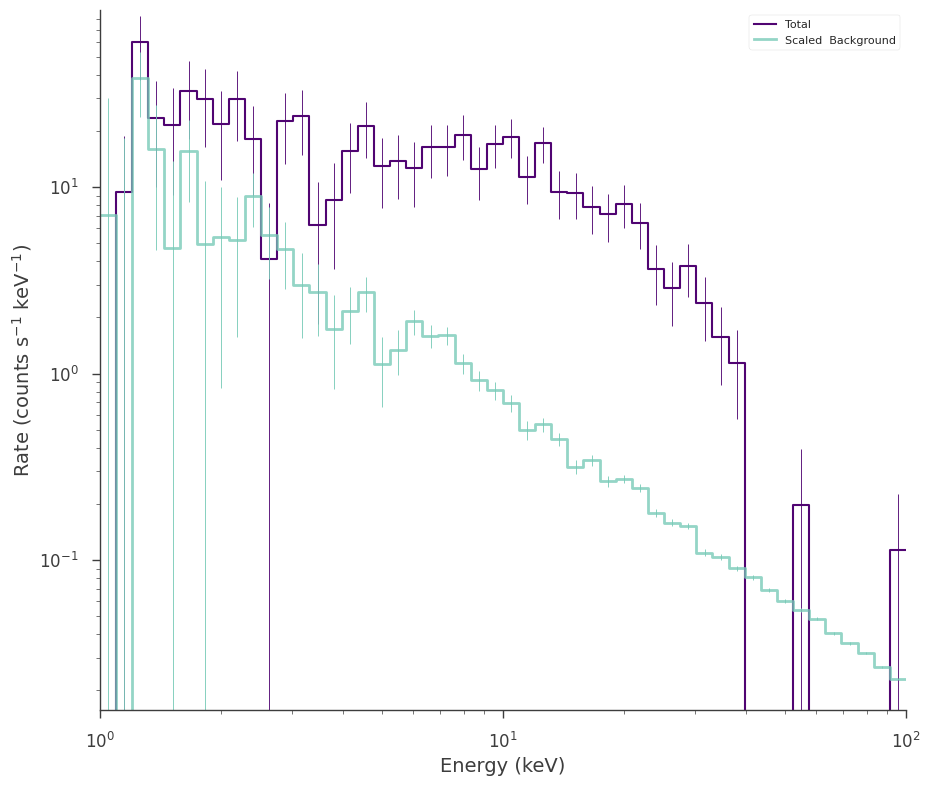 Total
Scaled  Background
Rate (counts s⁻¹ keV⁻¹)
10¹
10⁰
10⁻¹
10⁰ 10¹ 10²
Energy (keV)